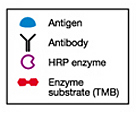 Antigen
Antibody
HRP enzyme
Enzyme
substrate (TMB)